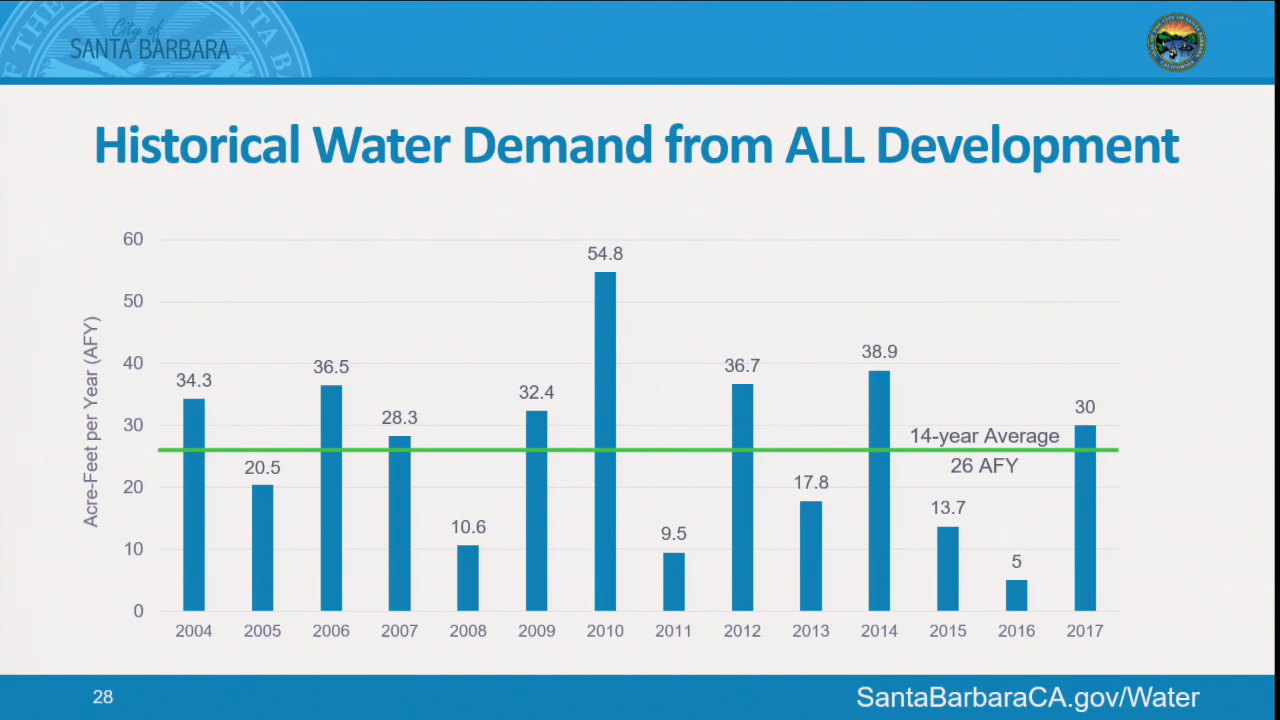 City of
SANTA BARBARA
Historical Water Demand from ALL Development
Acre-Feet per Year (AFY)
60
50
40
30
20
10
0
34.3
20.5
36.5
28.3
10.6
32.4
54.8
9.5
36.7
17.8
38.9
13.7
5
30
14-year Average
26 AFY
2004 2005 2006 2007 2008 2009 2010 2011 2012 2013 2014 2015 2016 2017
28
SantaBarbaraCA.gov/Water